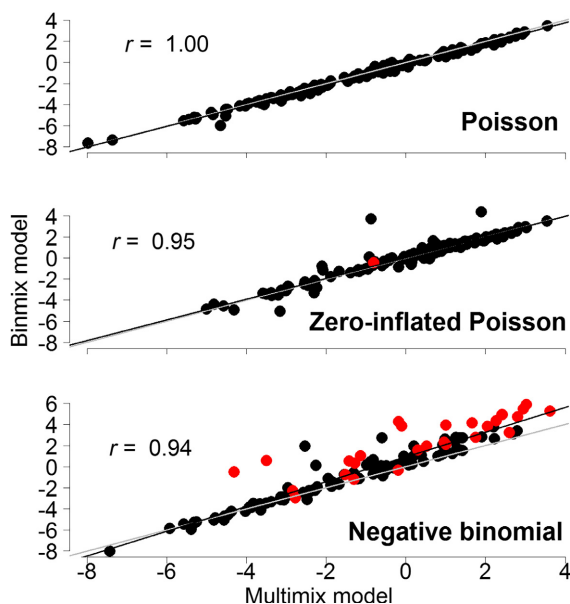 4
2
r = 1.00
0
-2
-4
-6
Poisson
-8
4
2
r = 0.95
0
-2
-4
-6
Zero-inflated Poisson
-8
Binmix model
6
4
r = 0.94
2
0
-2
-4
-6
Negative binomial
-8
-8 -6 -4 -2 0 2 4
Multimix model